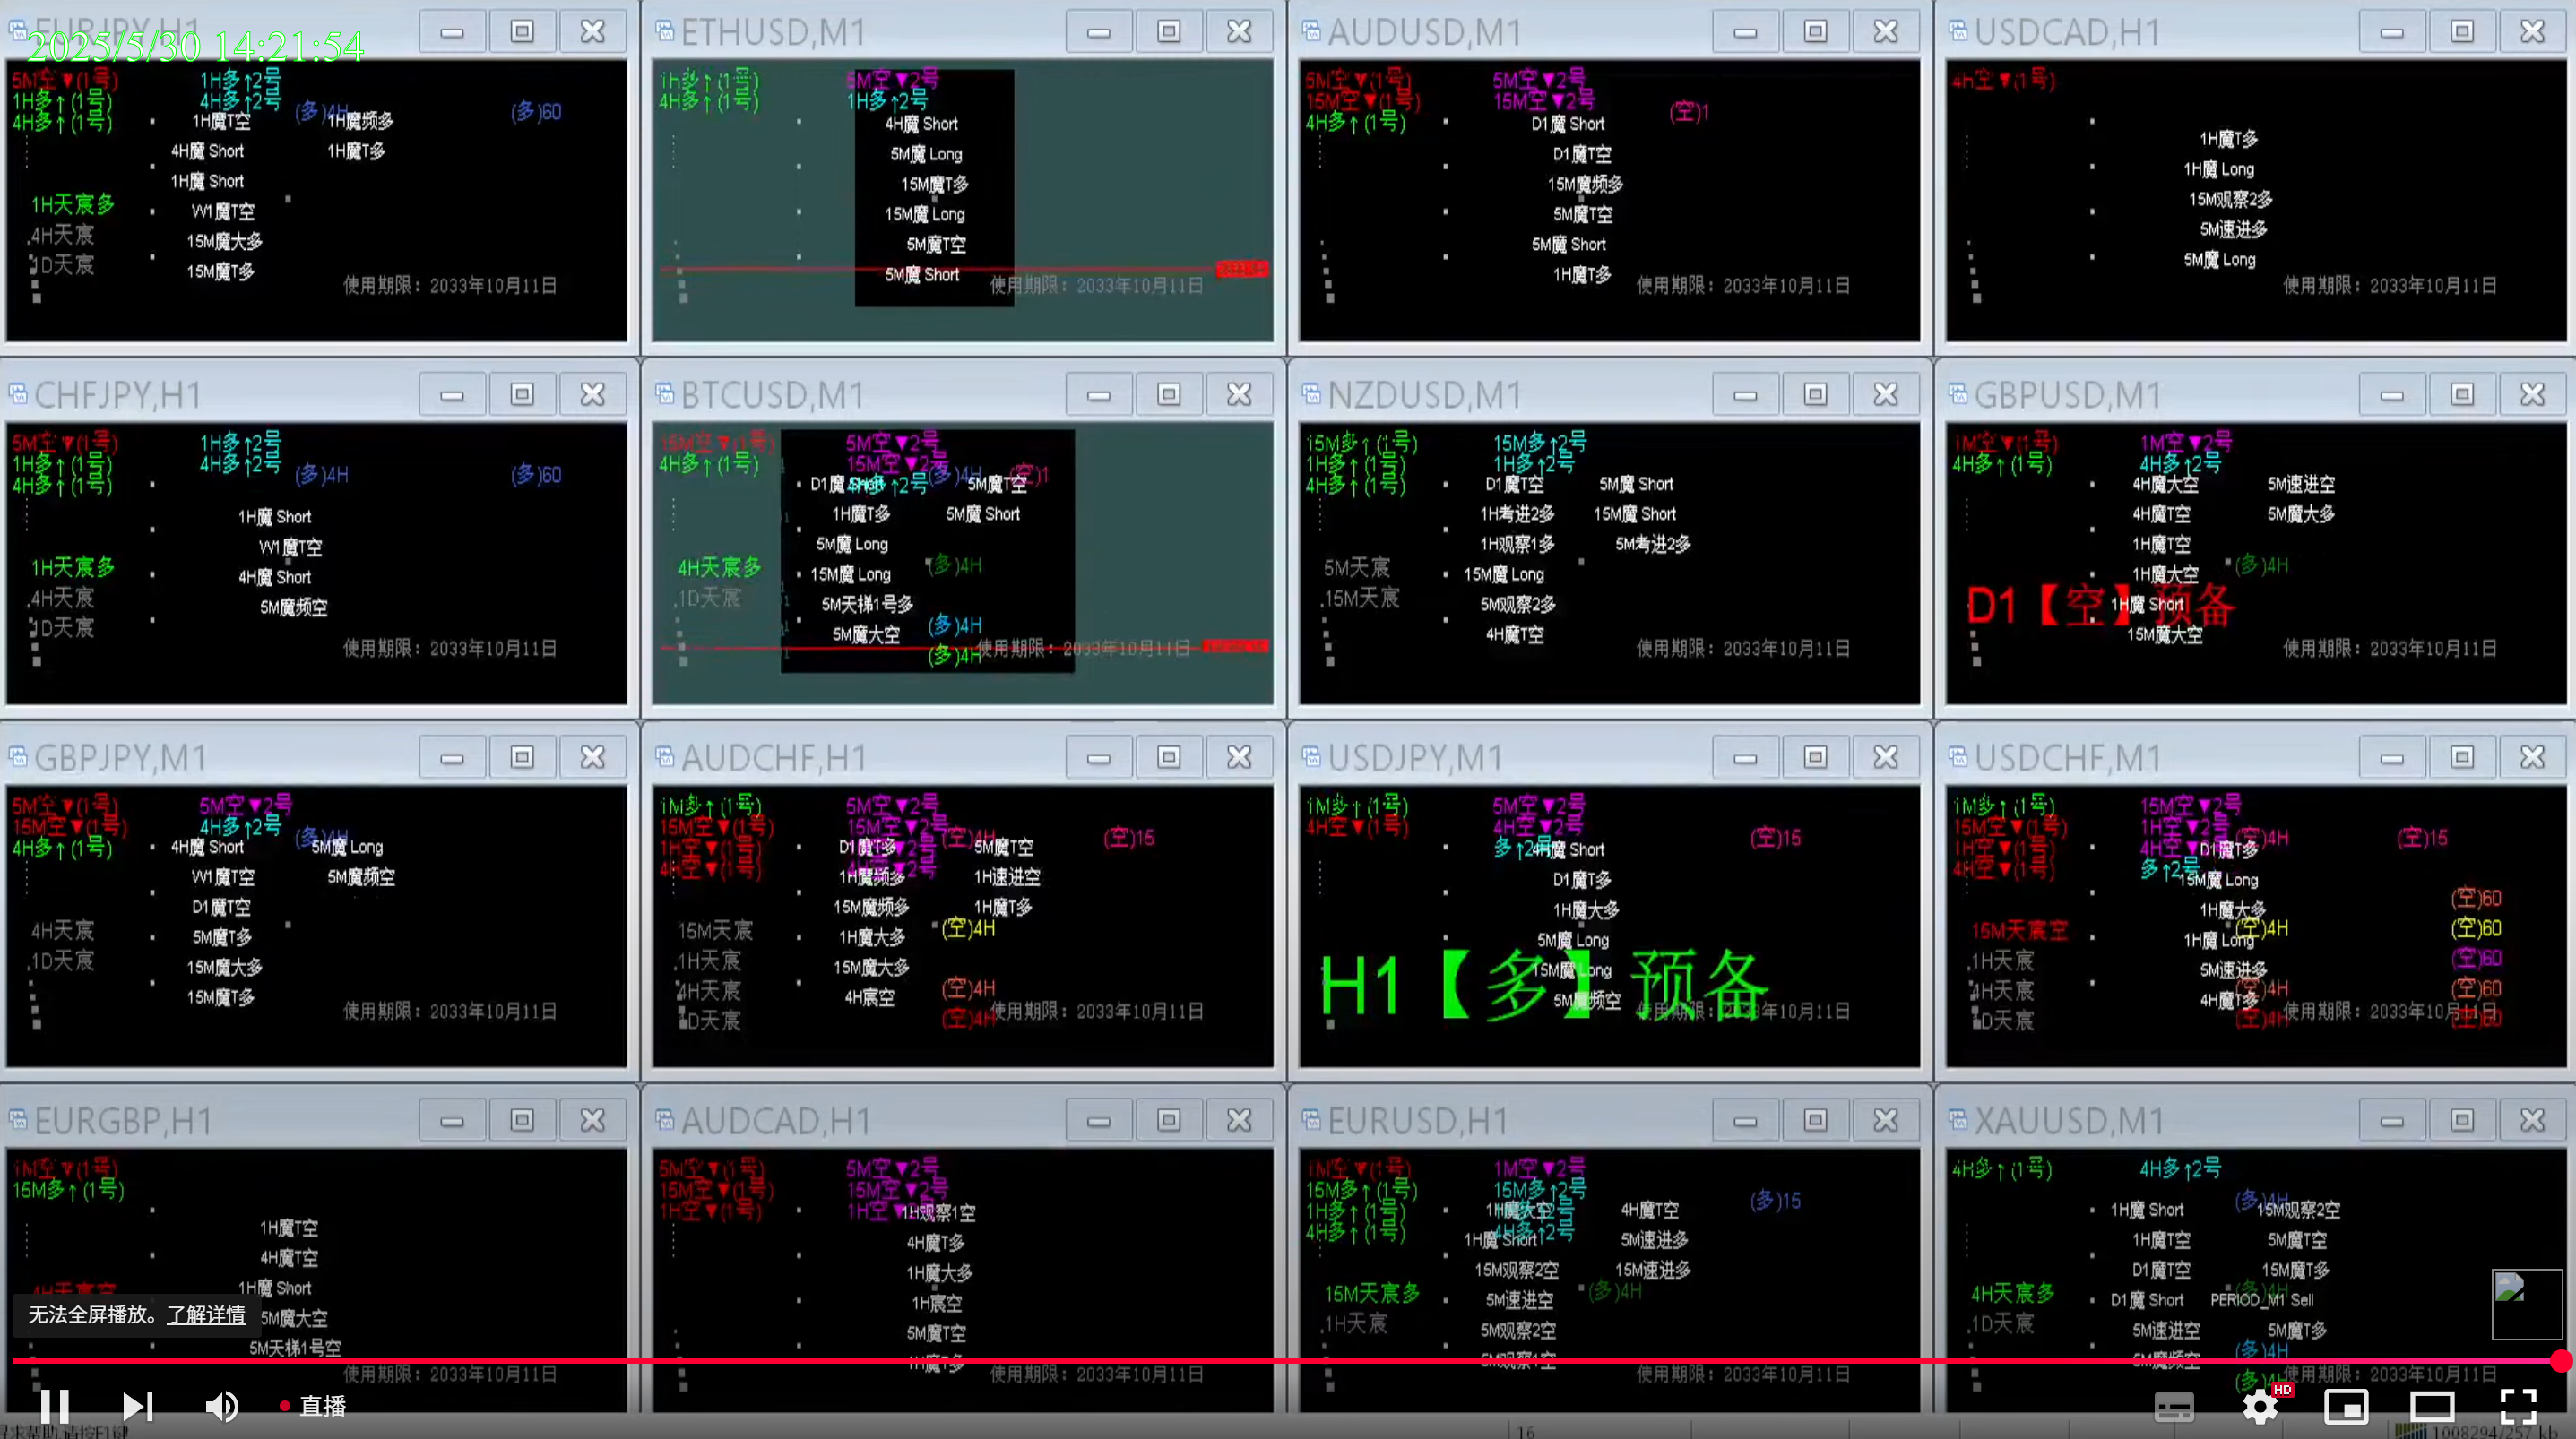 EURJPY,H1
2025/5/30 14:21:54
5M空▼(1号)
1H多↑(1号)
4H多↑(1号)
1H多↑2号
4H多↑2号
(多)4H
(多)60
1H魔T空
1H魔频多
4H魔 Short
1H魔T多
1H魔 Short
W1魔T空
15M魔大多
15M魔T多
1H天宸多
4H天宸
1D天宸
使用期限：2033年10月11日
ETHUSD,M1
1h多↑(1号)
4H多↑(1号)
5M空▼2号
1H多↑2号
4H魔 Short
5M魔 Long
15M魔T多
15M魔 Long
5M魔T空
5M魔 Short
使用期限：2033年10月11日
AUDUSD,M1
5M空▼(1号)
15M空▼(1号)
4H多↑(1号)
5M空▼2号
15M空▼2号
(空)1
D1魔 Short
D1魔T空
15M魔频多
5M魔T空
5M魔 Short
1H魔T多
使用期限：2033年10月11日
USDCAD,H1
4h空▼(1号)
1H魔T多
1H魔 Long
15M观察2多
5M速进多
5M魔 Long
使用期限：2033年10月11日
CHFJPY,H1
5M空▼(1号)
1H多↑(1号)
4H多↑(1号)
1H多↑2号
4H多↑2号
(多)4H
(多)60
1H魔 Short
W1魔T空
4H魔 Short
5M魔频空
1H天宸多
4H天宸
1D天宸
使用期限：2033年10月11日
BTCUSD,M1
15M空▼(1号)
4H多↑(1号)
5M空▼2号
15M空▼2号
4H多↑2号
(多)4H
(空)1
D1魔 Short
5M魔T空
1H魔T多
5M魔 Short
5M魔 Long
15M魔 Long
5M天梯1号多
5M魔大空
4H天宸多
1D天宸
(多)4H
(多)4H
(多)4H
使用期限：2033年10月11日
NZDUSD,M1
15M多↑(1号)
1H多↑(1号)
4H多↑(1号)
15M多↑2号
1H多↑2号
D1魔T空
5M魔 Short
1H考进2多
15M魔 Short
1H观察1多
5M考进2多
15M魔 Long
5M观察2多
4H魔T空
5M天宸
15M天宸
使用期限：2033年10月11日
GBPUSD,M1
1M空▼(1号)
4H多↑(1号)
1M空▼2号
4H多↑2号
4H魔大空
5M速进空
4H魔T空
5M魔大多
1H魔T空
1H魔大空
(多)4H
1H魔 Short
15M魔大空
D1【空】预备
使用期限：2033年10月11日
GBPJPY,M1
5M空▼(1号)
15M空▼(1号)
4H多↑(1号)
5M空▼2号
4H多↑2号
(多)4H
4H魔 Short
5M魔 Long
W1魔T空
5M魔频空
D1魔T空
5M魔T多
15M魔大多
15M魔T多
4H天宸
1D天宸
使用期限：2033年10月11日
AUDCHF,H1
1M多↑(1号)
15M空▼(1号)
1H空▼(1号)
4H空▼(1号)
5M空▼2号
15M空▼2号
(空)4H
(空)15
D1魔T多
5M魔T空
1H魔频多
1H速进空
15M魔频多
1H魔T多
1H魔大多
15M魔大多
4H宸空
15M天宸
1H天宸
4H天宸
1D天宸
(空)4H
(空)4H
(空)4H
使用期限：2033年10月11日
USDJPY,M1
1M多↑(1号)
4H空▼(1号)
5M空▼2号
4H空▼2号
多↑2号
(空)15
4H魔 Short
D1魔T多
1H魔大多
5M魔 Long
15M魔 Long
5M魔频空
H1【多】预备
使用期限：2033年10月11日
USDCHF,M1
1M多↑(1号)
15M空▼(1号)
1H空▼(1号)
4H空▼(1号)
15M空▼2号
1H空▼2号
4H空▼2号
多↑2号
(空)4H
(空)15
D1魔T多
15M魔 Long
1H魔大多
1H魔 Long
5M速进多
4H魔T多
15M天宸空
1H天宸
4H天宸
1D天宸
(空)4H
(空)4H
(空)4H
(空)60
(空)60
(空)60
(空)60
(空)60
使用期限：2033年10月11日
EURGBP,H1
1M空▼(1号)
15M多↑(1号)
1H魔T空
4H魔T空
1H魔 Short
5M魔大空
5M天梯1号空
4H天宸空
使用期限：2033年10月11日
AUDCAD,H1
5M空▼(1号)
15M空▼(1号)
1H空▼(1号)
5M空▼2号
15M空▼2号
1H空▼
1H观察1空
4H魔T多
1H魔大多
1H宸空
5M魔T空
1H魔T多
使用期限：2033年10月11日
EURUSD,H1
1M空▼(1号)
15M多↑(1号)
1H多↑(1号)
4H多↑(1号)
1M空▼2号
15M多↑2号
4H多↑2号
(多)15
1H魔大空
4H魔T空
1H魔 Short
5M速进多
15M观察2空
15M速进多
5M速进空
5M观察2空
5M观察1空
15M天宸多
1H天宸
(多)4H
使用期限：2033年10月11日
XAUUSD,M1
4H多↑(1号)
4H多↑2号
(多)4H
1H魔 Short
15M观察2空
1H魔T空
5M魔T空
D1魔T空
15M魔T多
D1魔 Short
PERIOD_M1 Sell
5M速进空
5M魔T多
5M魔频空
4H天宸多
1D天宸
(多)4H
(多)4H
使用期限：2033年10月11日
无法全屏播放。了解详情
直播
HD
16
1008294/257 kb